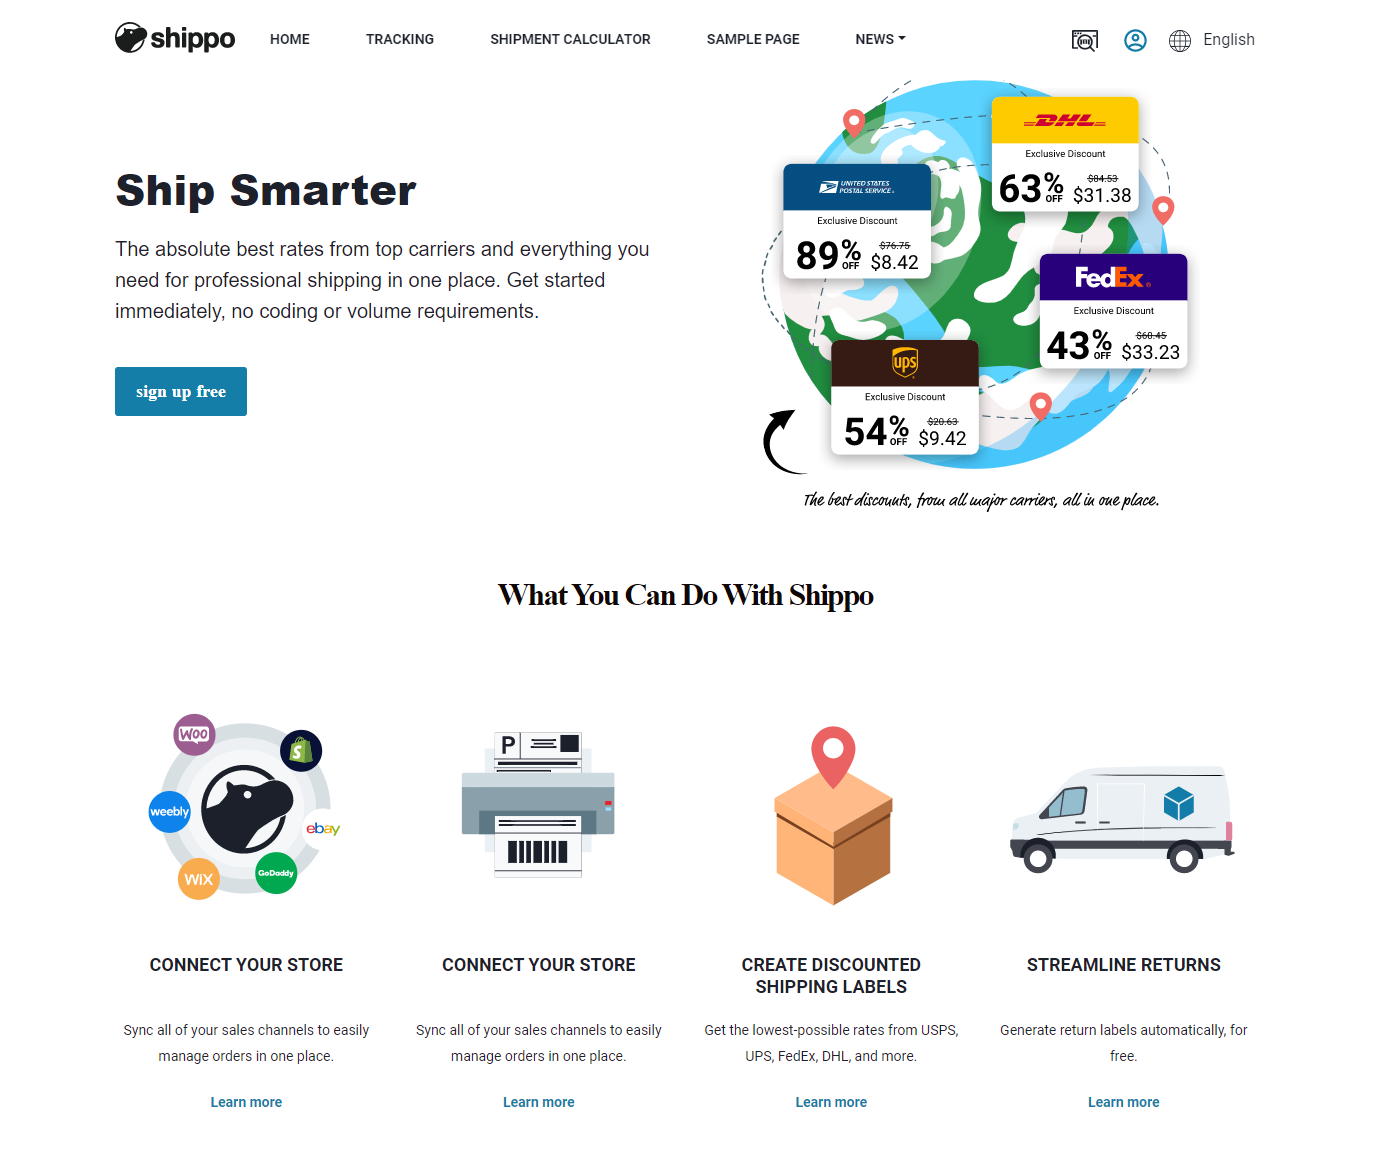 shippo
HOME
TRACKING
SHIPMENT CALCULATOR
SAMPLE PAGE
NEWS
English
Ship Smarter
The absolute best rates from top carriers and everything you
need for professional shipping in one place. Get started
immediately, no coding or volume requirements.
sign up free
DHL
Exclusive Discount
63% OFF $84.53 $31.38
UNITED STATES
POSTAL SERVICE
Exclusive Discount
89% OFF $76.75 $8.42
FedEx
Exclusive Discount
43% OFF $60.45 $33.23
ups
Exclusive Discount
54% OFF $20.63 $9.42
The best discounts, from all major carriers, all in one place.
What You Can Do With Shippo
WOO
S
weebly
ebay
WiX
GoDaddy
P
CONNECT YOUR STORE
Sync all of your sales channels to easily
manage orders in one place.
Learn more
CONNECT YOUR STORE
Sync all of your sales channels to easily
manage orders in one place.
Learn more
CREATE DISCOUNTED
SHIPPING LABELS
Get the lowest-possible rates from USPS,
UPS, FedEx, DHL, and more.
Learn more
STREAMLINE RETURNS
Generate return labels automatically, for
free.
Learn more